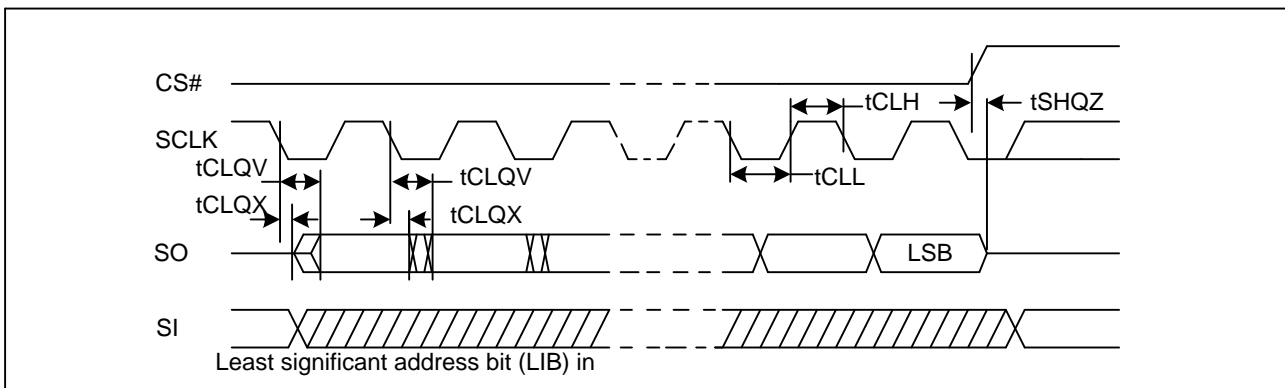 CS#
tCLH
tSHQZ
SCLK
tCLQV
tCLQV
tCLL
tCLQX
tCLQX
SO
LSB
SI
Least significant address bit (LIB) in